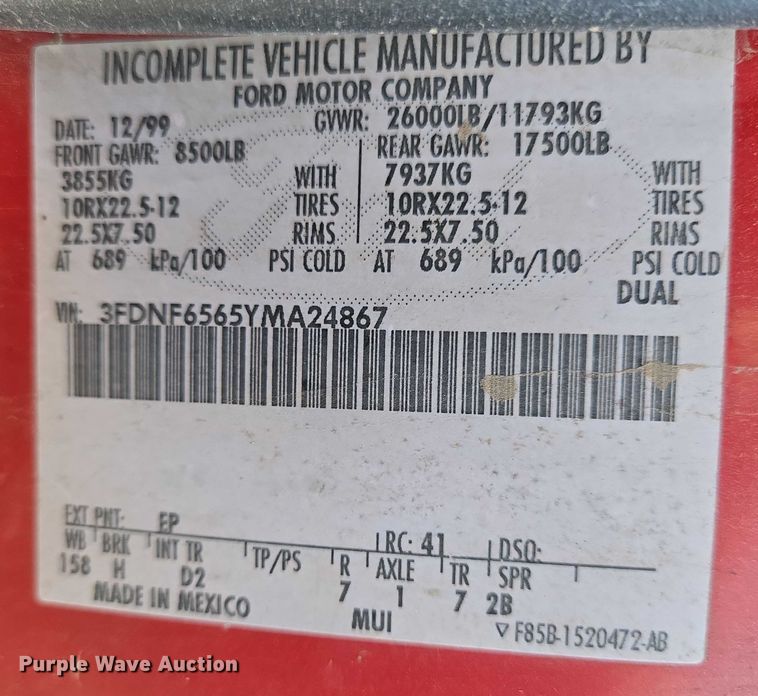 INCOMPLETE VEHICLE MANUFACTURED BY
FORD MOTOR COMPANY
DATE: 12/99 GVWR: 26000LB/11793KG
FRONT GAWR: 8500LB REAR GAWR: 17500LB
3855KG WITH 7937KG WITH
10RX22.5-12 TIRES 10RX22.5-12 TIRES
22.5X7.50 RIMS 22.5X7.50 RIMS
AT 689 kPa/100 PSI COLD AT 689 kPa/100 PSI COLD
DUAL
VIN: 3FDNF6565YMA24867
EXT PNT: EP RC: 41 DSO:
WB BRK INT TR TP/PS R AXLE TR SPR
158 H D2 7 1 7 2B
MADE IN MEXICO MUI F85B-1520472-AB
Purple Wave Auction